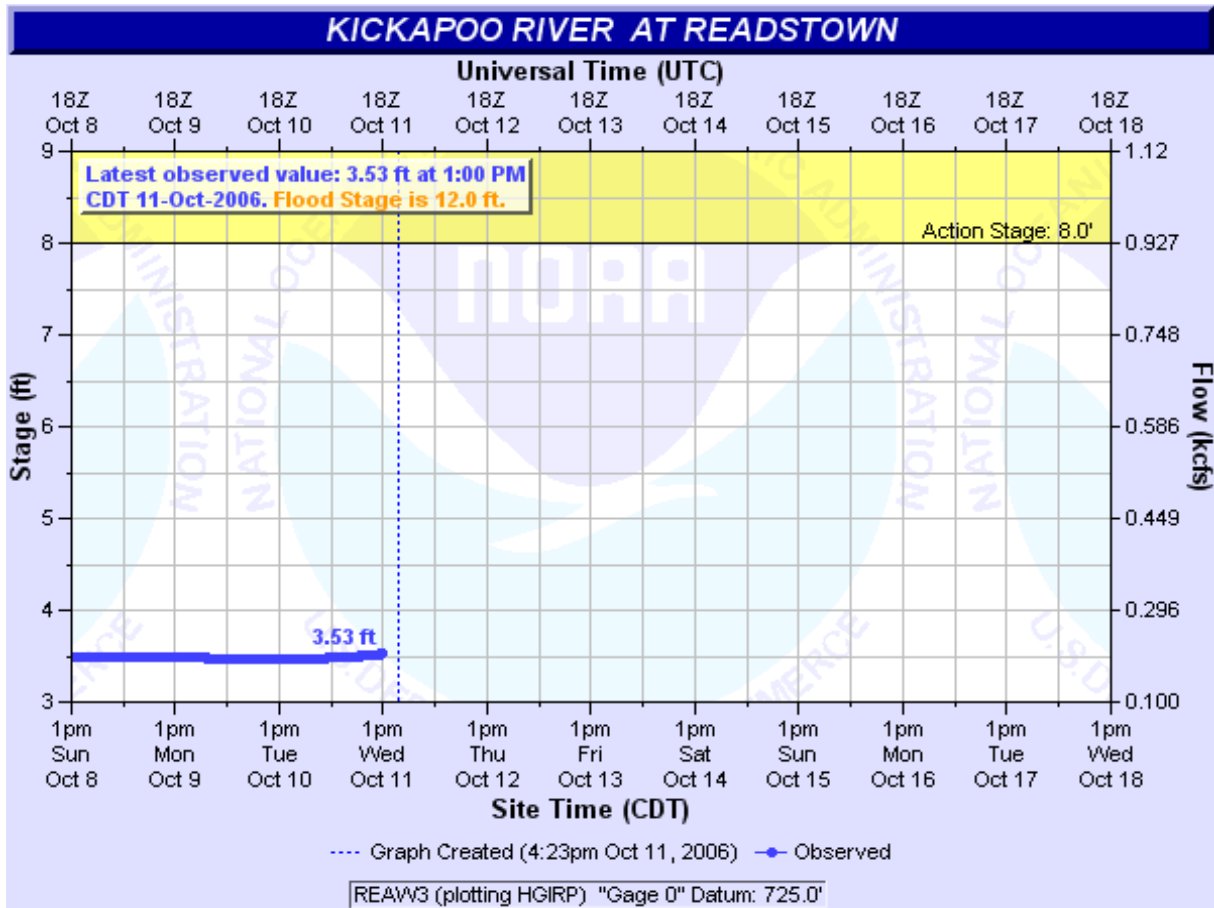 KICKAPOO RIVER AT READSTOWN
Universal Time (UTC)
18Z 18Z 18Z 18Z 18Z 18Z 18Z 18Z 18Z 18Z 18Z
Oct 8 Oct 9 Oct 10 Oct 11 Oct 12 Oct 13 Oct 14 Oct 15 Oct 16 Oct 17 Oct 18
Latest observed value: 3.53 ft at 1:00 PM
CDT 11-Oct-2006. Flood Stage is 12.0 ft.
Action Stage: 8.0'
9 1.12
8 0.927
7 0.748
6 0.586
5 0.449
4 0.296
3 0.100
Stage (ft)
Flow (kcfs)
NOAA
NATIONAL OCEANIC
ADMINISTRATION
NATIONAL
3.53 ft
1pm 1pm 1pm 1pm 1pm 1pm 1pm 1pm 1pm 1pm 1pm
Sun Mon Tue Wed Thu Fri Sat Sun Mon Tue Wed
Oct 8 Oct 9 Oct 10 Oct 11 Oct 12 Oct 13 Oct 14 Oct 15 Oct 16 Oct 17 Oct 18
Site Time (CDT)
Graph Created (4:23pm Oct 11, 2006) Observed
REAW3 (plotting HGIRP) "Gage 0" Datum: 725.0'